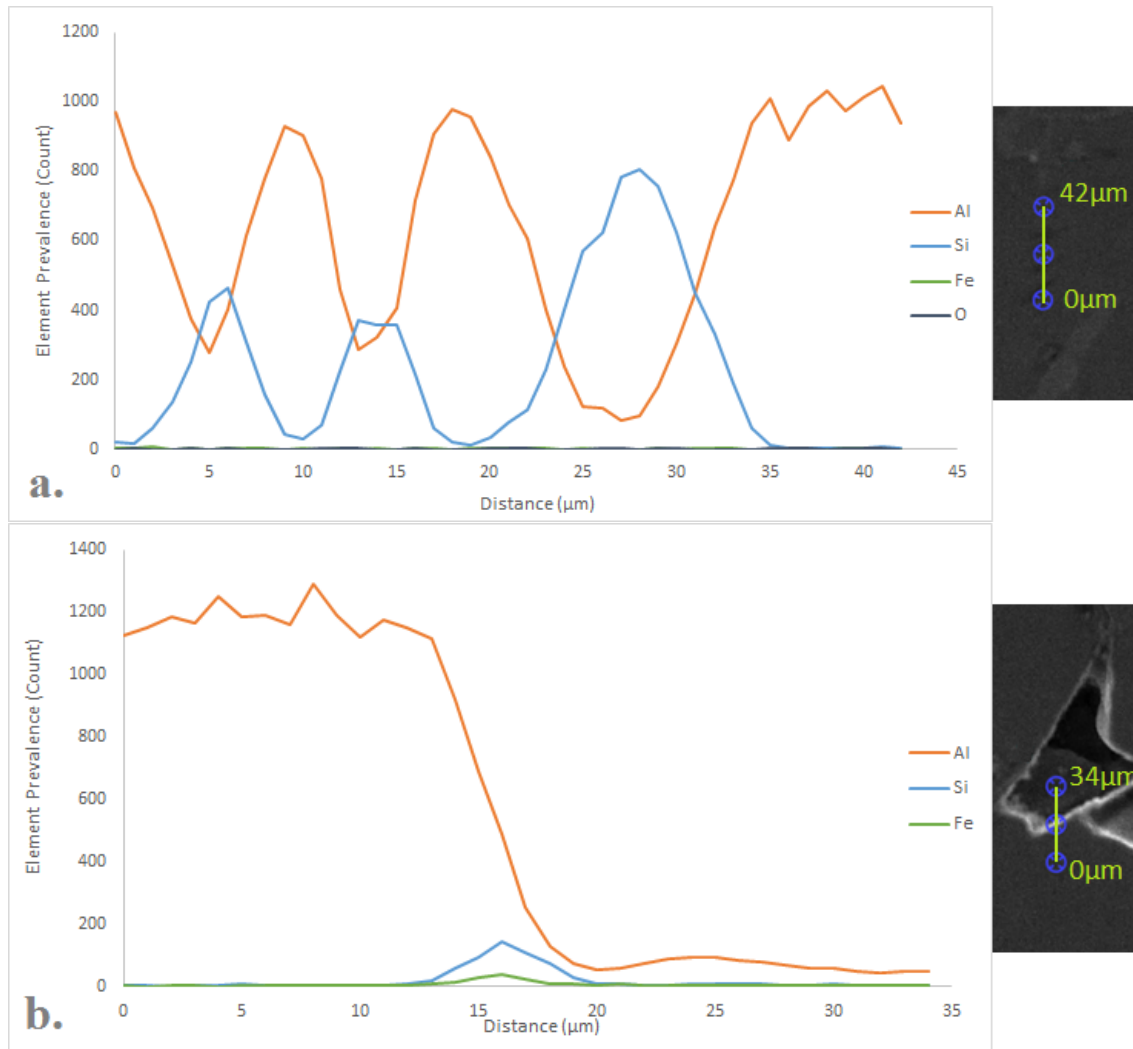 1200
1000
800
600
400
200
0
Element Prevalence (Count)
0 5 10 15 20 25 30 35 40 45
Distance (µm)
Al
Si
Fe
O
a.
42µm
0µm
1400
1200
1000
800
600
400
200
0
Element Prevalence (Count)
0 5 10 15 20 25 30 35
Distance (µm)
Al
Si
Fe
b.
34µm
0µm